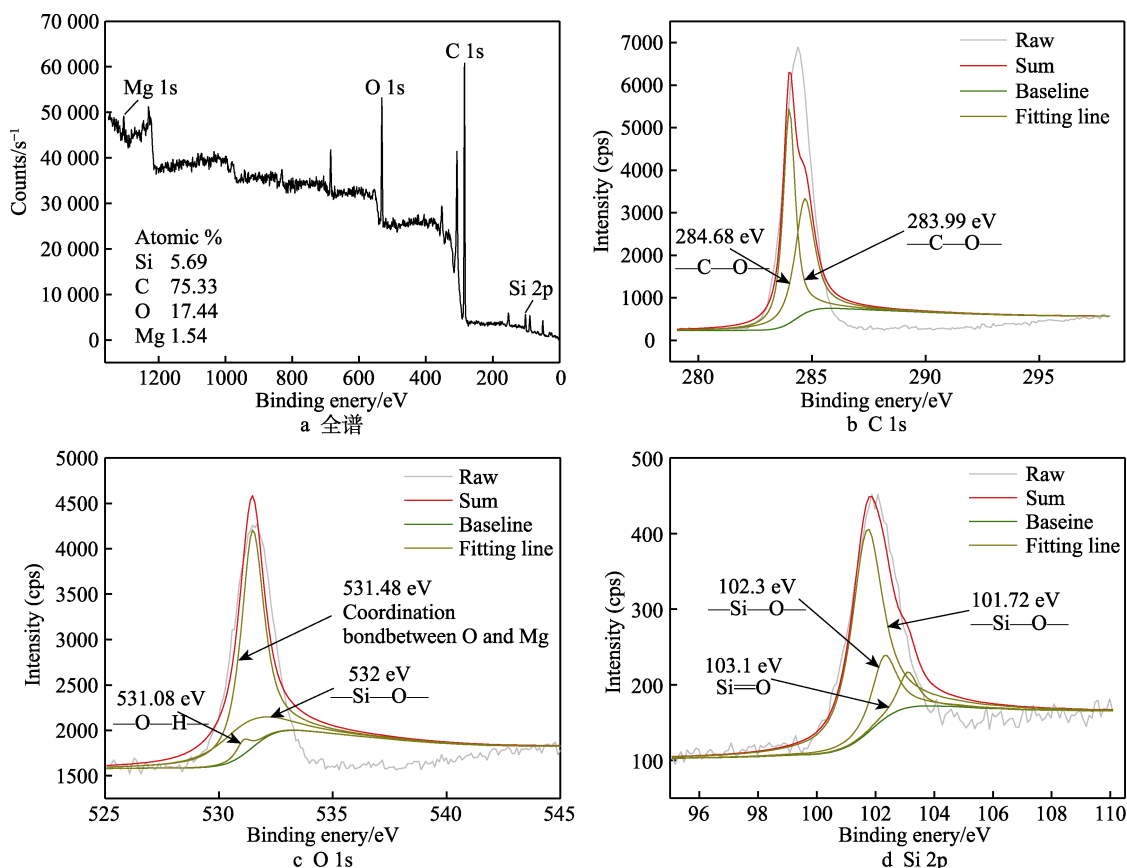 70 000
60 000
50 000
40 000
30 000
20 000
10 000
0
Counts/s⁻¹
Mg 1s
O 1s
C 1s
Si 2p
Atomic %
Si 5.69
C 75.33
O 17.44
Mg 1.54
1200 1000 800 600 400 200 0
Binding enery/eV
a 全谱
7000
6000
5000
4000
3000
2000
1000
0
Intensity (cps)
Raw
Sum
Baseline
Fitting line
284.68 eV
—C—O—
283.99 eV
—C—O—
280 285 290 295
Binding enery/eV
b C 1s
5000
4500
4000
3500
3000
2500
2000
1500
Intensity (cps)
Raw
Sum
Baseline
Fitting line
531.48 eV
Coordination
bondbetween O and Mg
532 eV
—Si—O—
531.08 eV
—O—H—
525 530 535 540 545
Binding enery/eV
c O 1s
500
400
300
200
100
Intensity (cps)
Raw
Sum
Baseine
Fitting line
102.3 eV
—Si—O—
101.72 eV
—Si—O—
103.1 eV
Si═O
96 98 100 102 104 106 108 110
Binding enery/eV
d Si 2p